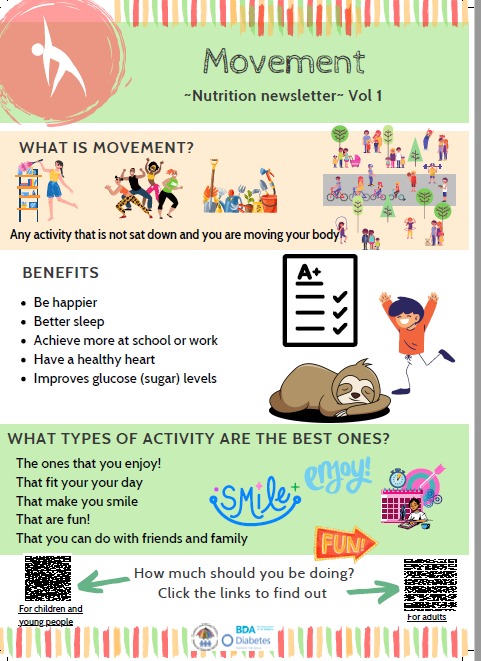 Movement
~Nutrition newsletter~ Vol 1
WHAT IS MOVEMENT?
Any activity that is not sat down and you are moving your body
BENEFITS
Be happier
Better sleep
Achieve more at school or work
Have a healthy heart
Improves glucose (sugar) levels
A+
WHAT TYPES OF ACTIVITY ARE THE BEST ONES?
The ones that you enjoy!
That fit your your day
That make you smile
That are fun!
That you can do with friends and family
SMiLe
enjoy!
FUN!
How much should you be doing?
Click the links to find out
For children and
young people
For adults
BDA
Diabetes